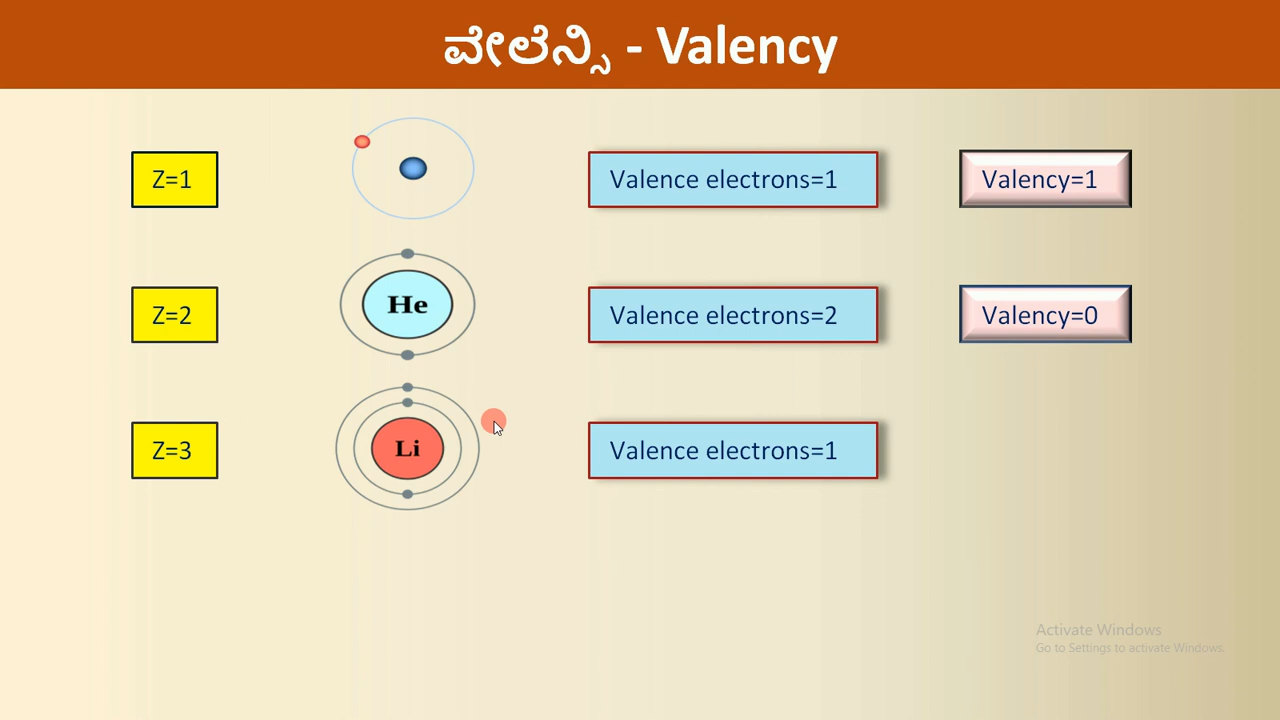 ವೇಲೆನ್ಸಿ - Valency
Z=1
Valence electrons=1
Valency=1
Z=2
He
Valence electrons=2
Valency=0
Z=3
Li
Valence electrons=1
Activate Windows
Go to Settings to activate Windows.